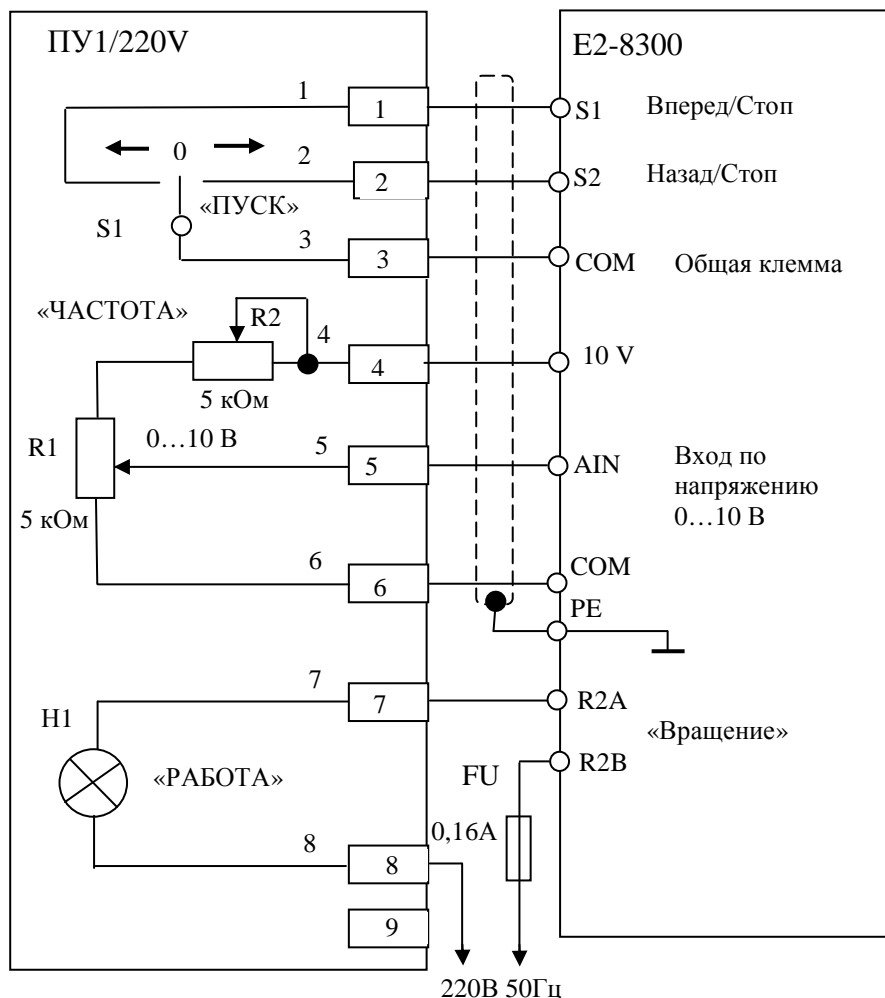 ПУ1/220V
E2-8300
1
1
S1
Вперед/Стоп
0
2
2
S2
Назад/Стоп
«ПУСК»
S1
3
3
COM
Общая клемма
«ЧАСТОТА»
R2
4
4
10 V
5 кОм
R1
0...10 В
5
5
AIN
Вход по
напряжению
0...10 В
5 кОм
6
6
COM
PE
7
7
R2A
H1
«Вращение»
R2B
«РАБОТА»
FU
0,16А
8
8
9
220В 50Гц